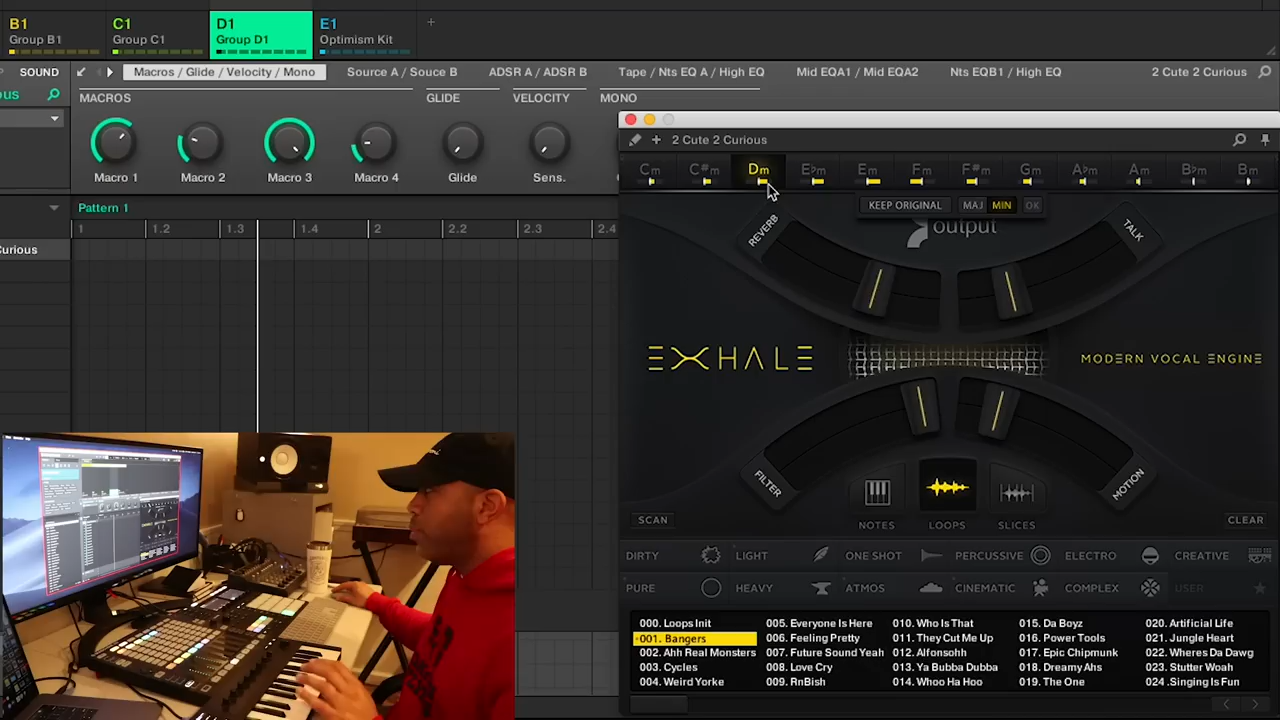 B1
Group B1
C1
Group C1
D1
Group D1
E1
Optimism Kit
+
SOUND
Macros / Glide / Velocity / Mono
Source A / Souce B
ADSR A / ADSR B
Tape / Nts EQ A / High EQ
Mid EQA1 / Mid EQA2
Nts EQB1 / High EQ
2 Cute 2 Curious
ous
MACROS
GLIDE
VELOCITY
MONO
Macro 1
Macro 2
Macro 3
Macro 4
Glide
Sens.
Pattern 1
1
1.2
1.3
1.4
2
2.2
2.3
2.4
Curious
+ 2 Cute 2 Curious
Cm C#m Dm E♭m Em Fm F#m Gm A♭m Am B♭m Bm
KEEP ORIGINAL MAJ MIN OK
output
REVERB
TALK
EXHALE
MODERN VOCAL ENGINE
FILTER
MOTION
SCAN
NOTES
LOOPS
SLICES
CLEAR
DIRTY LIGHT ONE SHOT PERCUSSIVE ELECTRO CREATIVE
PURE HEAVY ATMOS CINEMATIC COMPLEX USER
000. Loops Init 005. Everyone Is Here 010. Who Is That 015. Da Boyz 020. Artificial Life
001. Bangers 006. Feeling Pretty 011. They Cut Me Up 016. Power Tools 021. Jungle Heart
002. Ahh Real Monsters 007. Future Sound Yeah 012. Alfonsohh 017. Epic Chipmunk 022. Wheres Da Dawg
003. Cycles 008. Love Cry 013. Ya Bubba Dubba 018. Dreamy Ahs 023. Stutter Woah
004. Weird Yorke 009. RnBish 014. Whoo Ha Hoo 019. The One 024 .Singing Is Fun